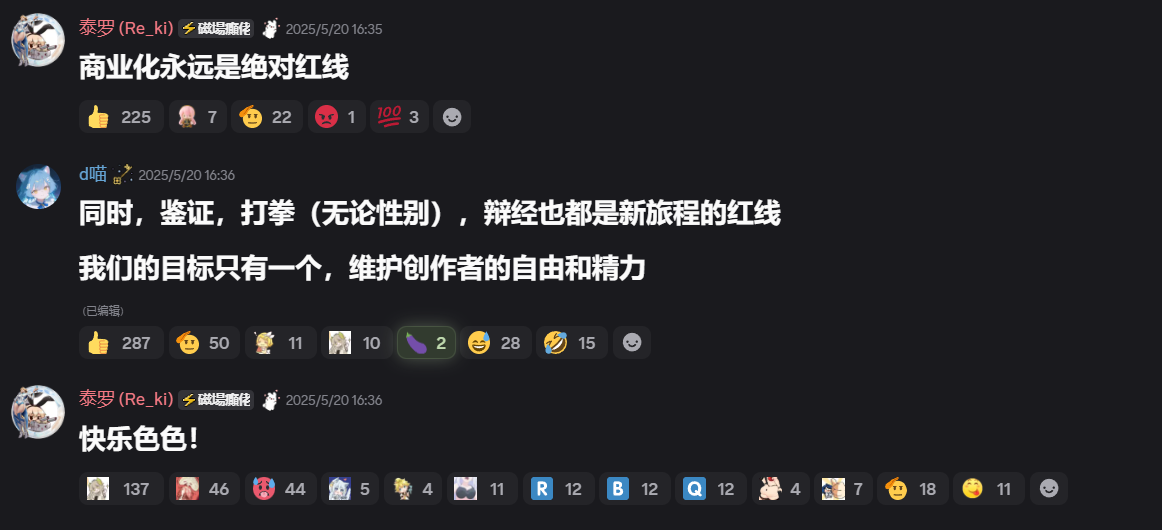 泰罗 (Re_ki) ⚡磁場癲佬 2025/5/20 16:35
商业化永远是绝对红线
👍 225 7 🫡 22 😡 1 💯 3
d喵 2025/5/20 16:36
同时，鉴证，打拳（无论性别），辩经也都是新旅程的红线
我们的目标只有一个，维护创作者的自由和精力
（已编辑）
👍 287 🫡 50 11 10 🍆 2 😅 28 🤣 15
泰罗 (Re_ki) ⚡磁場癲佬 2025/5/20 16:36
快乐色色！
137 46 🥵 44 5 4 11 R 12 B 12 Q 12 4 7 🫡 18 😋 11